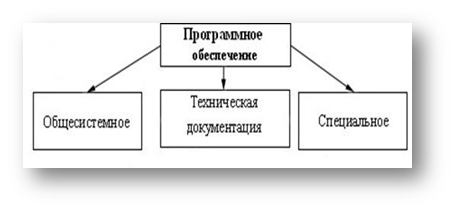 Программное
обеспечение
Общесистемное
Техническая
документация
Специальное